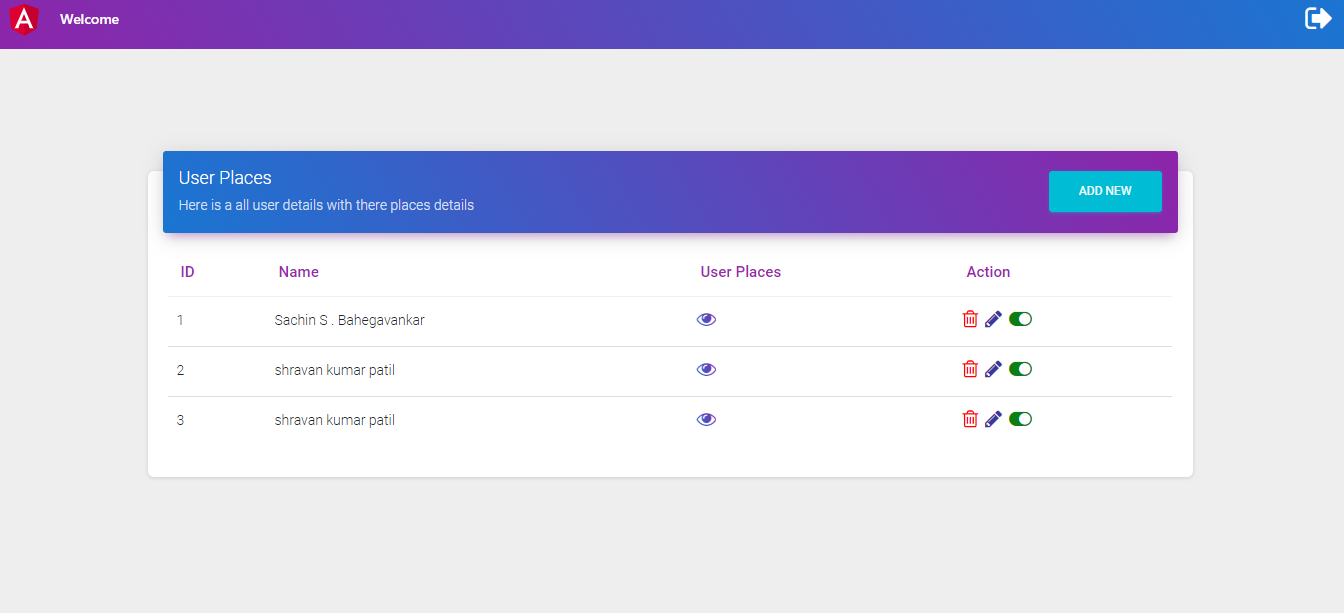 Welcome
User Places
Here is a all user details with there places details
ADD NEW
ID Name User Places Action
1 Sachin S . Bahegavankar
2 shravan kumar patil
3 shravan kumar patil